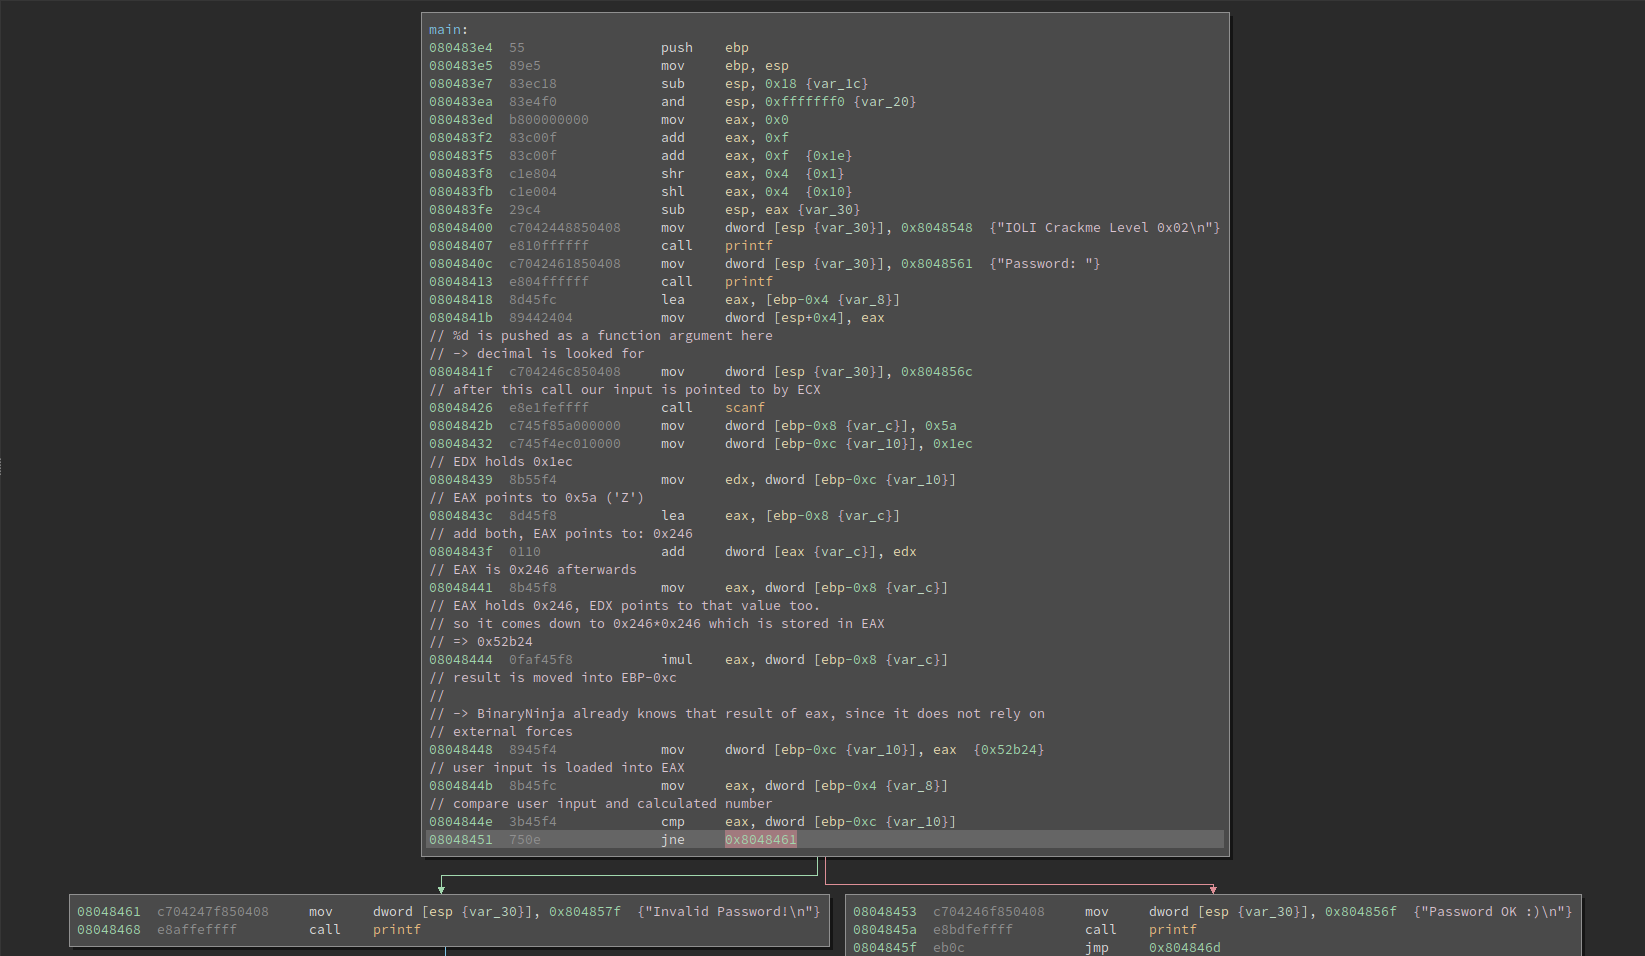 main:
080483e4  55                 push    ebp
080483e5  89e5               mov     ebp, esp
080483e7  83ec18             sub     esp, 0x18 {var_1c}
080483ea  83e4f0             and     esp, 0xfffffff0 {var_20}
080483ed  b800000000         mov     eax, 0x0
080483f2  83c00f             add     eax, 0xf
080483f5  83c00f             add     eax, 0xf  {0x1e}
080483f8  c1e804             shr     eax, 0x4  {0x1}
080483fb  c1e004             shl     eax, 0x4  {0x10}
080483fe  29c4               sub     esp, eax {var_30}
08048400  c7042448850408     mov     dword [esp {var_30}], 0x8048548  {"IOLI Crackme Level 0x02\n"}
08048407  e810ffffff         call    printf
0804840c  c7042461850408     mov     dword [esp {var_30}], 0x8048561  {"Password: "}
08048413  e804ffffff         call    printf
08048418  8d45fc             lea     eax, [ebp-0x4 {var_8}]
0804841b  89442404           mov     dword [esp+0x4], eax
// %d is pushed as a function argument here
// -> decimal is looked for
0804841f  c704246c850408     mov     dword [esp {var_30}], 0x804856c
// after this call our input is pointed to by ECX
08048426  e8e1feffff         call    scanf
0804842b  c745f85a000000     mov     dword [ebp-0x8 {var_c}], 0x5a
08048432  c745f4ec010000     mov     dword [ebp-0xc {var_10}], 0x1ec
// EDX holds 0x1ec
08048439  8b55f4             mov     edx, dword [ebp-0xc {var_10}]
// EAX points to 0x5a ('Z')
0804843c  8d45f8             lea     eax, [ebp-0x8 {var_c}]
// add both, EAX points to: 0x246
0804843f  0110               add     dword [eax {var_c}], edx
// EAX is 0x246 afterwards
08048441  8b45f8             mov     eax, dword [ebp-0x8 {var_c}]
// EAX holds 0x246, EDX points to that value too.
// so it comes down to 0x246*0x246 which is stored in EAX
// => 0x52b24
08048444  0faf45f8           imul    eax, dword [ebp-0x8 {var_c}]
// result is moved into EBP-0xc
//
// -> BinaryNinja already knows that result of eax, since it does not rely on
// external forces
08048448  8945f4             mov     dword [ebp-0xc {var_10}], eax  {0x52b24}
// user input is loaded into EAX
0804844b  8b45fc             mov     eax, dword [ebp-0x4 {var_8}]
// compare user input and calculated number
0804844e  3b45f4             cmp     eax, dword [ebp-0xc {var_10}]
08048451  750e               jne     0x8048461
08048461  c704247f850408     mov     dword [esp {var_30}], 0x804857f  {"Invalid Password!\n"}
08048468  e8affeffff         call    printf
08048453  c704246f850408     mov     dword [esp {var_30}], 0x804856f  {"Password OK :)\n"}
0804845a  e8bdfeffff         call    printf
0804845f  eb0c               jmp     0x804846d